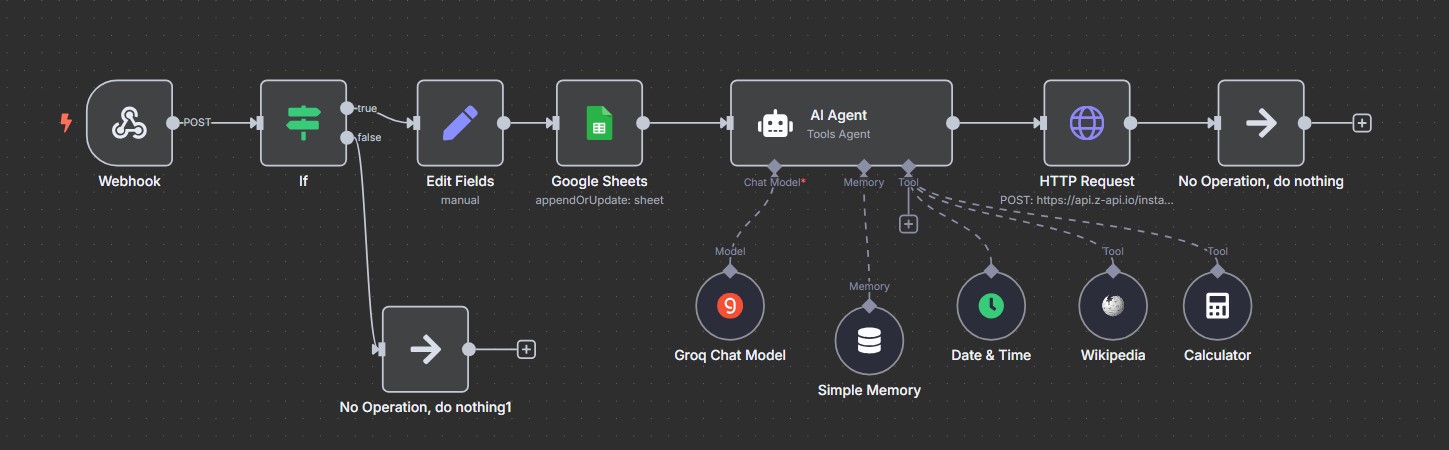 POST
true
false
Webhook
If
Edit Fields
manual
Google Sheets
appendOrUpdate: sheet
AI Agent
Tools Agent
Chat Model*
Memory
Tool
HTTP Request
POST: https://api.z-api.io/insta...
No Operation, do nothing
Model
Memory
Tool
Tool
Groq Chat Model
Simple Memory
Date & Time
Wikipedia
Calculator
No Operation, do nothing1